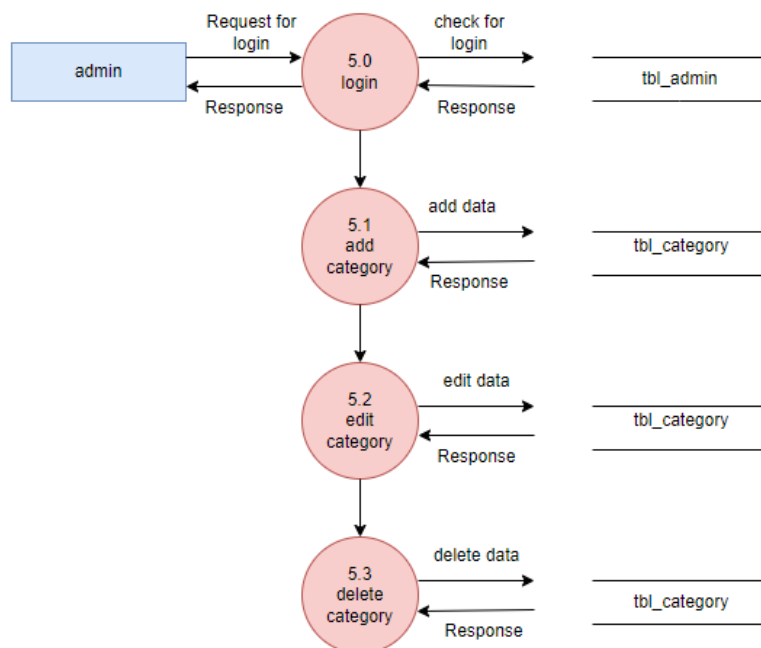 Request for
login
check for
login
admin
5.0
login
tbl_admin
Response
Response
5.1
add
category
add data
tbl_category
Response
5.2
edit
category
edit data
tbl_category
Response
5.3
delete
category
delete data
tbl_category
Response